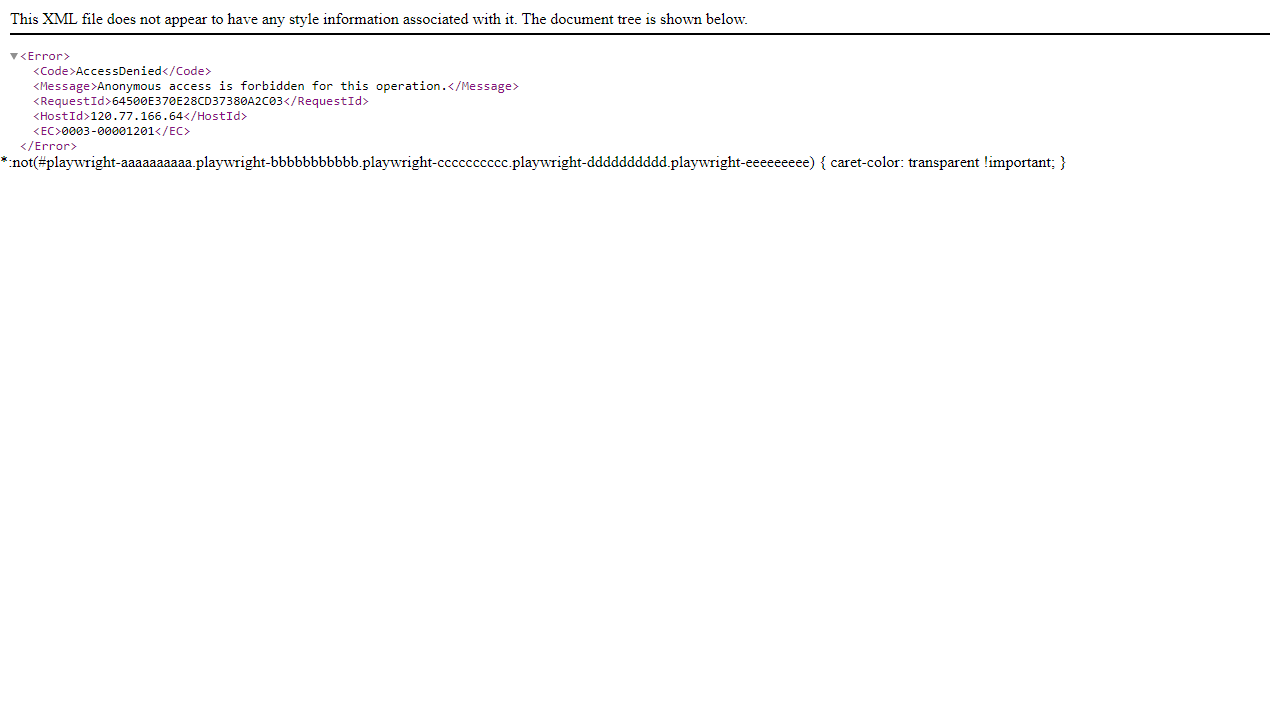 This XML file does not appear to have any style information associated with it. The document tree is shown below.
▼<Error>
<Code>AccessDenied</Code>
<Message>Anonymous access is forbidden for this operation.</Message>
<RequestId>64500E370E28CD37380A2C03</RequestId>
<HostId>120.77.166.64</HostId>
<EC>0003-00001201</EC>
</Error>
*:not(#playwright-aaaaaaaaaa.playwright-bbbbbbbbbbb.playwright-cccccccccc.playwright-dddddddddd.playwright-eeeeeeeee) { caret-color: transparent !important; }